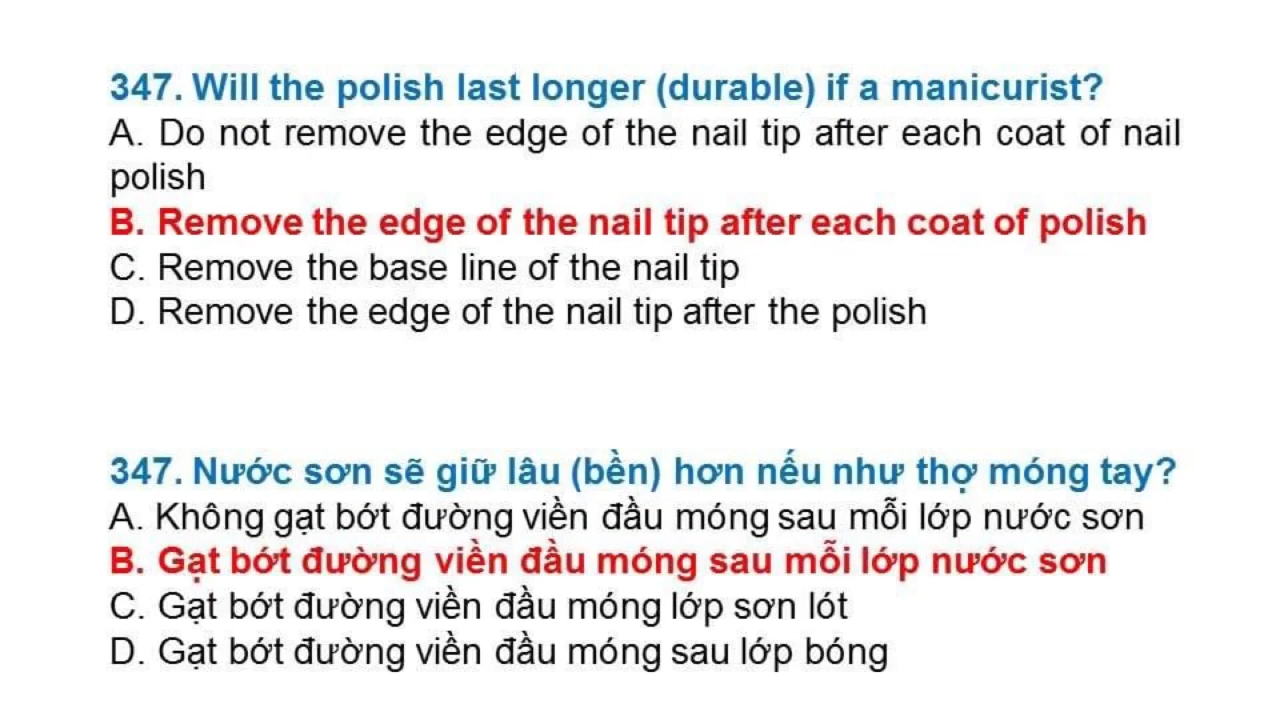 347. Will the polish last longer (durable) if a manicurist?
A. Do not remove the edge of the nail tip after each coat of nail
polish
B. Remove the edge of the nail tip after each coat of polish
C. Remove the base line of the nail tip
D. Remove the edge of the nail tip after the polish
347. Nước sơn sẽ giữ lâu (bền) hơn nếu như thợ móng tay?
A. Không gạt bớt đường viền đầu móng sau mỗi lớp nước sơn
B. Gạt bớt đường viền đầu móng sau mỗi lớp nước sơn
C. Gạt bớt đường viền đầu móng lớp sơn lót
D. Gạt bớt đường viền đầu móng sau lớp bóng